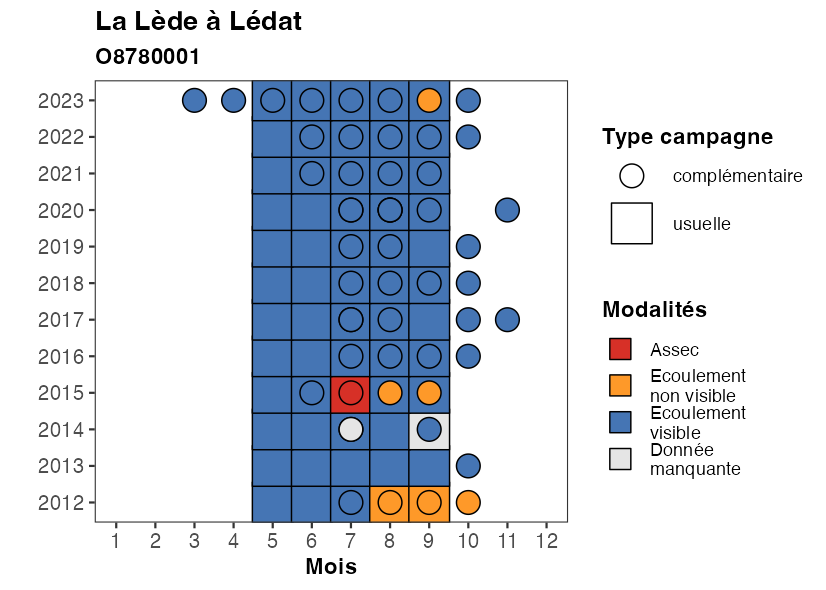 La Lède à Lédat
O8780001
2023
2022
2021
2020
2019
2018
2017
2016
2015
2014
2013
2012
1 2 3 4 5 6 7 8 9 10 11 12
Mois
Type campagne
complémentaire
usuelle
Modalités
Assec
Ecoulement
non visible
Ecoulement
visible
Donnée
manquante